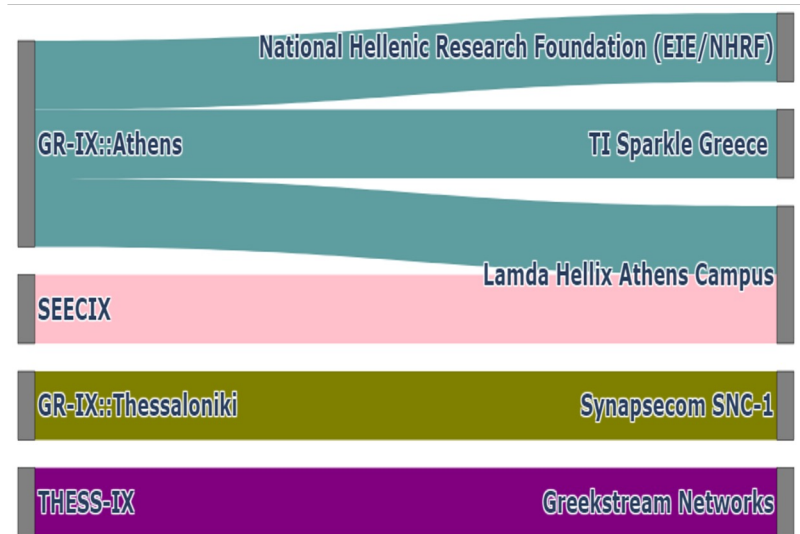 National Hellenic Research Foundation (EIE/NHRF)
GR-IX::Athens
TI Sparkle Greece
Lamda Hellix Athens Campus
SEECIX
GR-IX::Thessaloniki
Synapsecom SNC-1
THESS-IX
Greekstream Networks